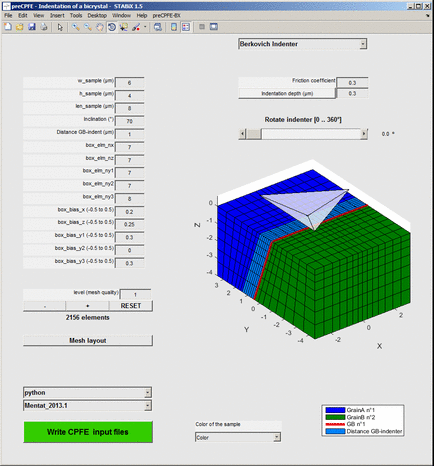 preCPFE - Indentation of a bicrystal - STABiX 1.5
File Edit View Insert Tools Desktop Window Help preCPFE-BX
Berkovich Indenter
w_sample (µm) 6
h_sample (µm) 4
len_sample (µm) 8
Inclination (°) 70
Distance GB-indent (µm) 1
box_elm_nx 7
box_elm_nz 7
box_elm_ny1 7
box_elm_ny2 7
box_elm_ny3 8
box_bias_x (-0.5 to 0.5) 0.2
box_bias_z (-0.5 to 0.5) 0.25
box_bias_y1 (-0.5 to 0.5) 0.3
box_bias_y2 (-0.5 to 0.5) 0
box_bias_y3 (-0.5 to 0.5) 0.3
Friction coefficient 0.3
Indentation depth (µm) 0.3
Rotate indenter [0 .. 360°]
0.0 °
level (mesh quality) 1
- + RESET
2156 elements
Mesh layout
0
-1
-2
-3
-4
Z
3 2 1 0 -1 -2 -3 -4
Y
-2 0 2
X
python
Mentat_2013.1
Write CPFE input files
Color of the sample
Color
GrainA n°1
GrainB n°2
GB n°1
Distance GB-indenter